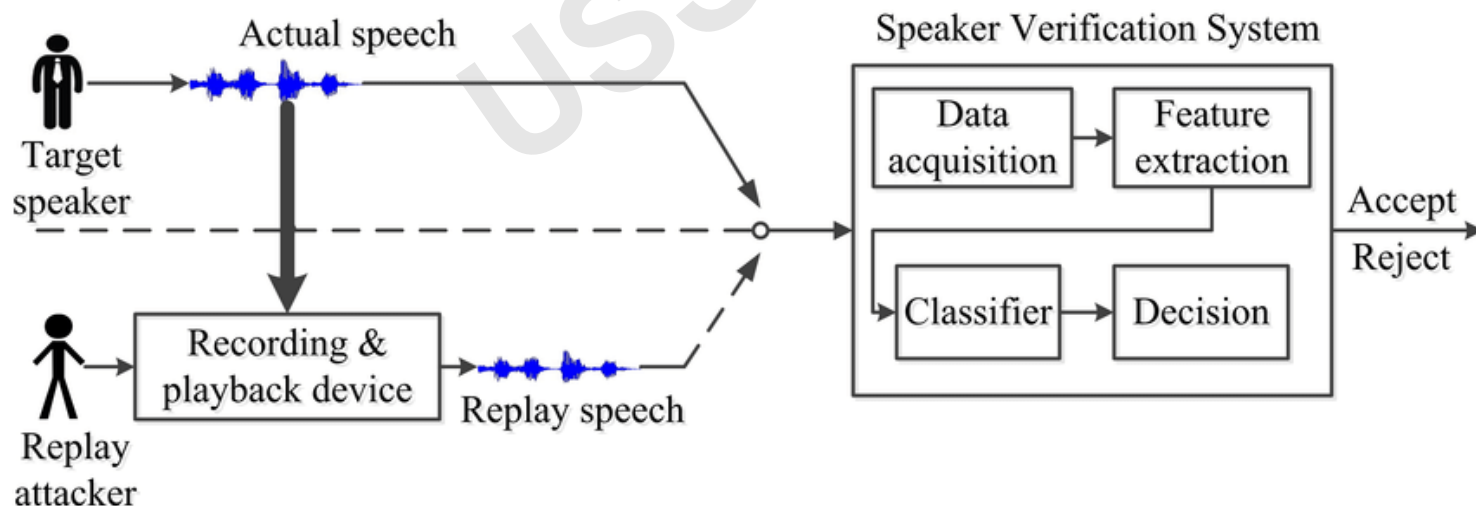 Actual speech
Speaker Verification System
Target
speaker
Data
acquisition
Feature
extraction
Accept
Reject
Classifier
Decision
Recording &
playback device
Replay speech
Replay
attacker